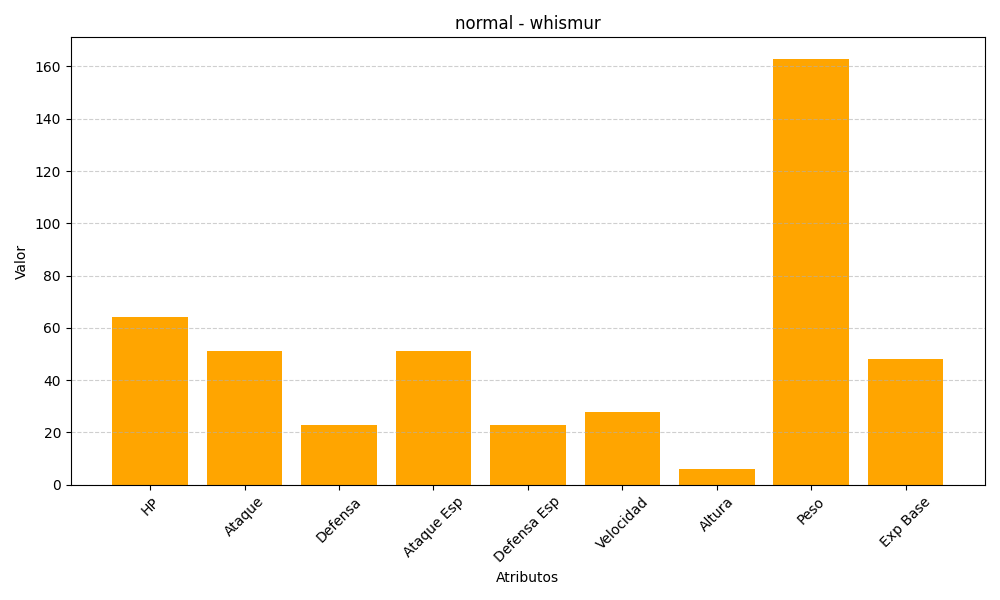 normal - whismur
Valor
160
140
120
100
80
60
40
20
0
HP
Ataque
Defensa
Ataque Esp
Defensa Esp
Velocidad
Altura
Peso
Exp Base
Atributos